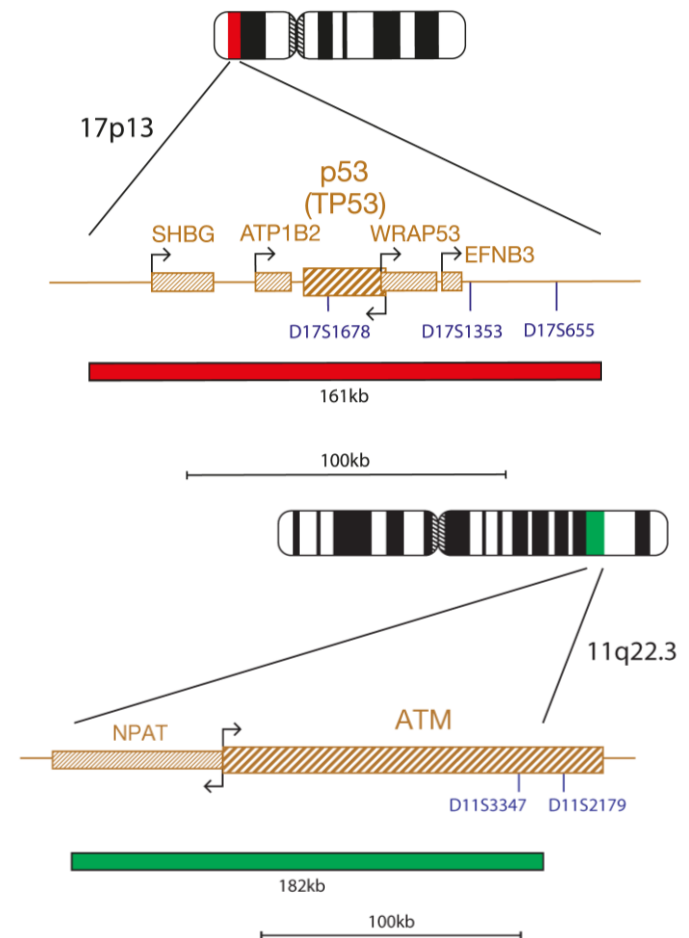 17p13
p53
(TP53)
SHBG ATP1B2 WRAP53 EFNB3
D17S1678 D17S1353 D17S655
161kb
100kb
11q22.3
NPAT ATM
D11S3347 D11S2179
182kb
100kb